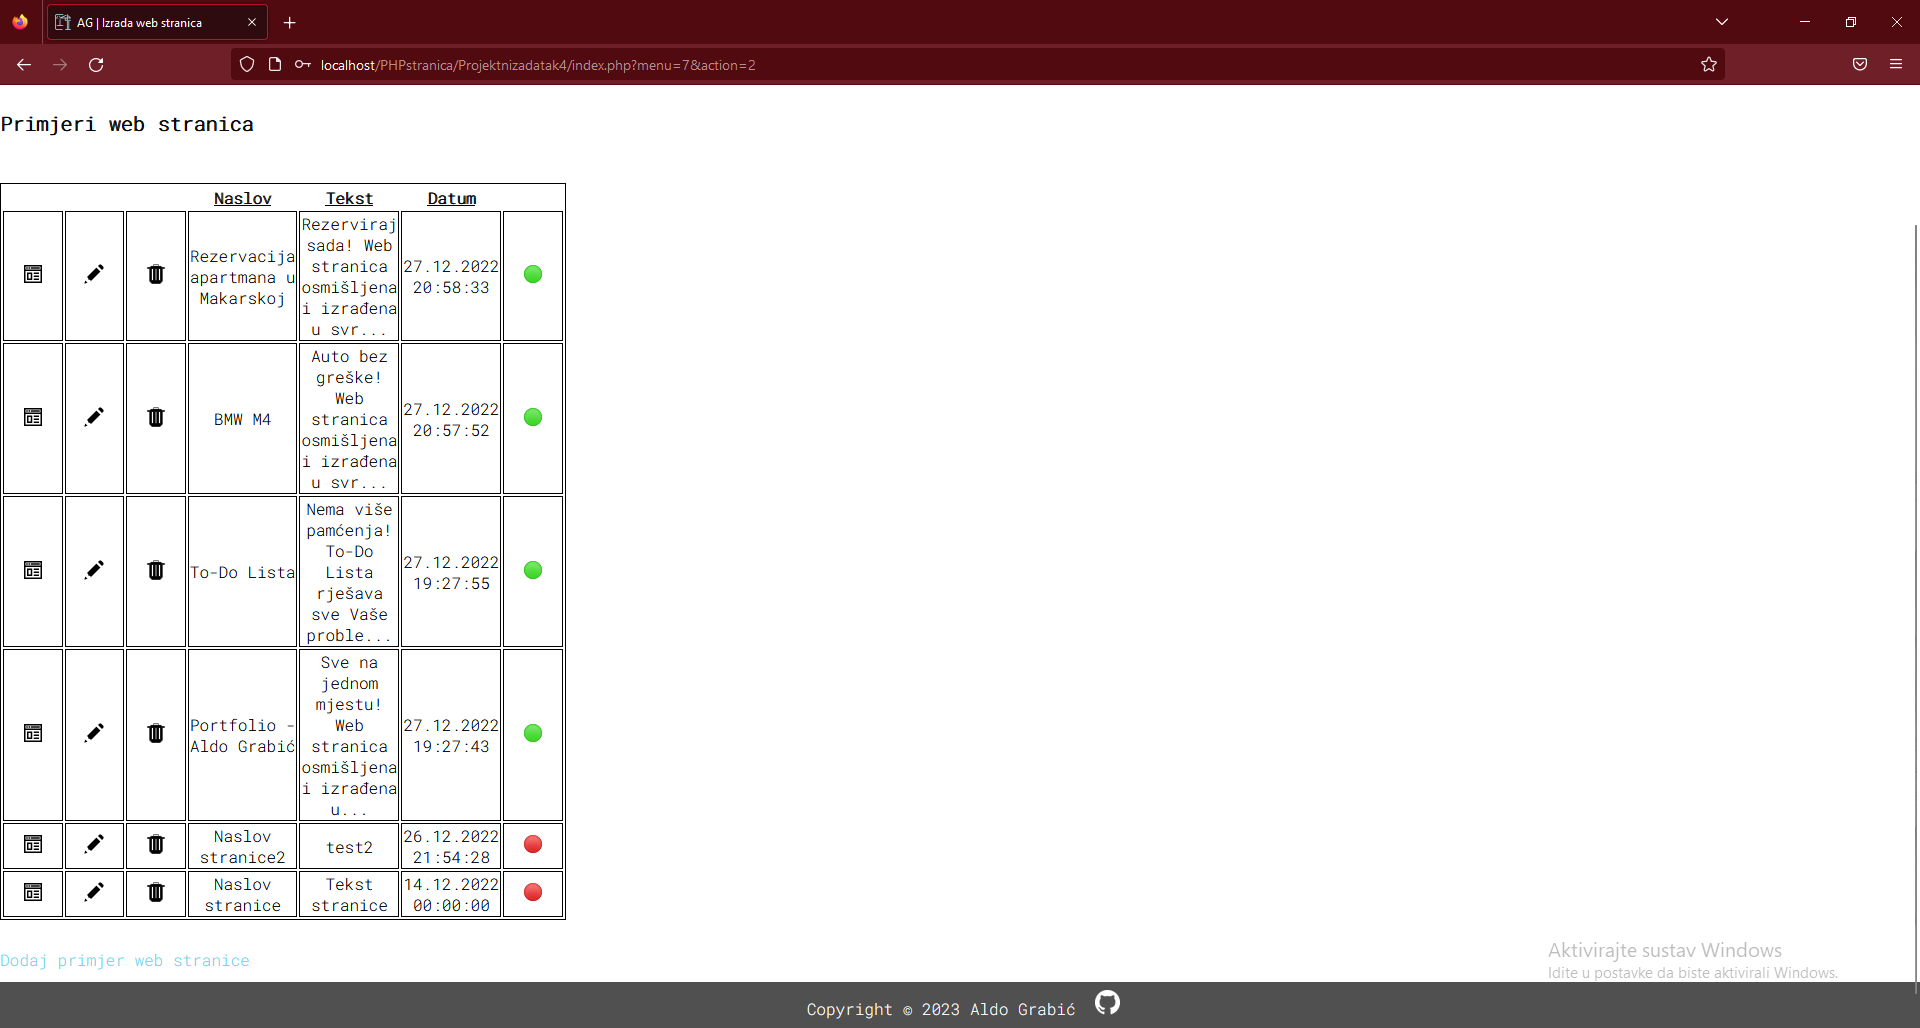 AG | Izrada web stranica
localhost/PHPstranica/Projektnizadatak4/index.php?menu=7&action=2
Primjeri web stranica
Naslov Tekst Datum
Rezervacija
apartmana u
Makarskoj
Rezerviraj
sada! Web
stranica
osmišljena
i izrađena
u svr...
27.12.2022
20:58:33
BMW M4
Auto bez
greške!
Web
stranica
osmišljena
i izrađena
u svr...
27.12.2022
20:57:52
To-Do Lista
Nema više
pamćenja!
To-Do
Lista
rješava
sve Vaše
proble...
27.12.2022
19:27:55
Portfolio -
Aldo Grabić
Sve na
jednom
mjestu!
Web
stranica
osmišljena
i izrađena
u...
27.12.2022
19:27:43
Naslov
stranice2
test2
26.12.2022
21:54:28
Naslov
stranice
Tekst
stranice
14.12.2022
00:00:00
Dodaj primjer web stranice
Aktivirajte sustav Windows
Idite u postavke da biste aktivirali Windows.
Copyright © 2023 Aldo Grabić